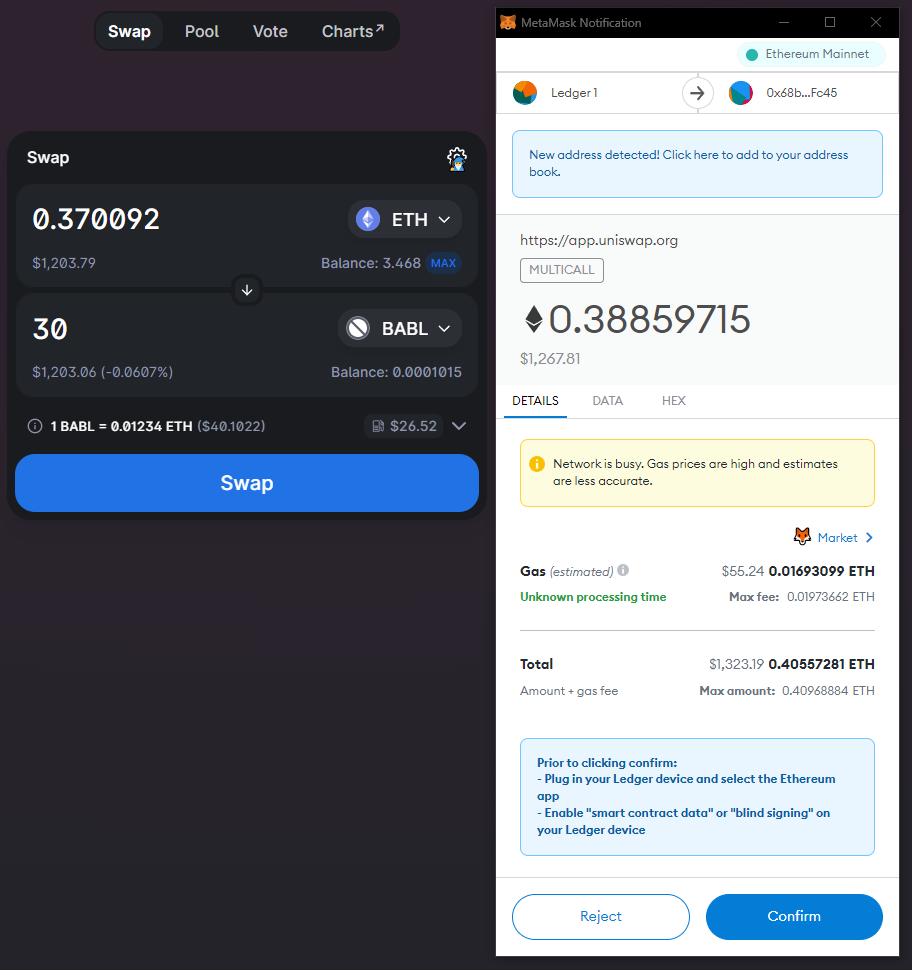 Swap
Pool
Vote
Charts↗
Swap
0.370092
ETH
$1,203.79
Balance: 3.468 MAX
30
BABL
$1,203.06 (-0.0607%)
Balance: 0.0001015
1 BABL = 0.01234 ETH ($40.1022)
$26.52
Swap
MetaMask Notification
Ethereum Mainnet
Ledger 1
0x68b...Fc45
New address detected! Click here to add to your address
book.
https://app.uniswap.org
MULTICALL
0.38859715
$1,267.81
DETAILS
DATA
HEX
Network is busy. Gas prices are high and estimates
are less accurate.
Market
Gas (estimated)
$55.24 0.01693099 ETH
Unknown processing time
Max fee: 0.01973662 ETH
Total
$1,323.19 0.40557281 ETH
Amount + gas fee
Max amount: 0.40968884 ETH
Prior to clicking confirm:
- Plug in your Ledger device and select the Ethereum
app
- Enable "smart contract data" or "blind signing" on
your Ledger device
Reject
Confirm